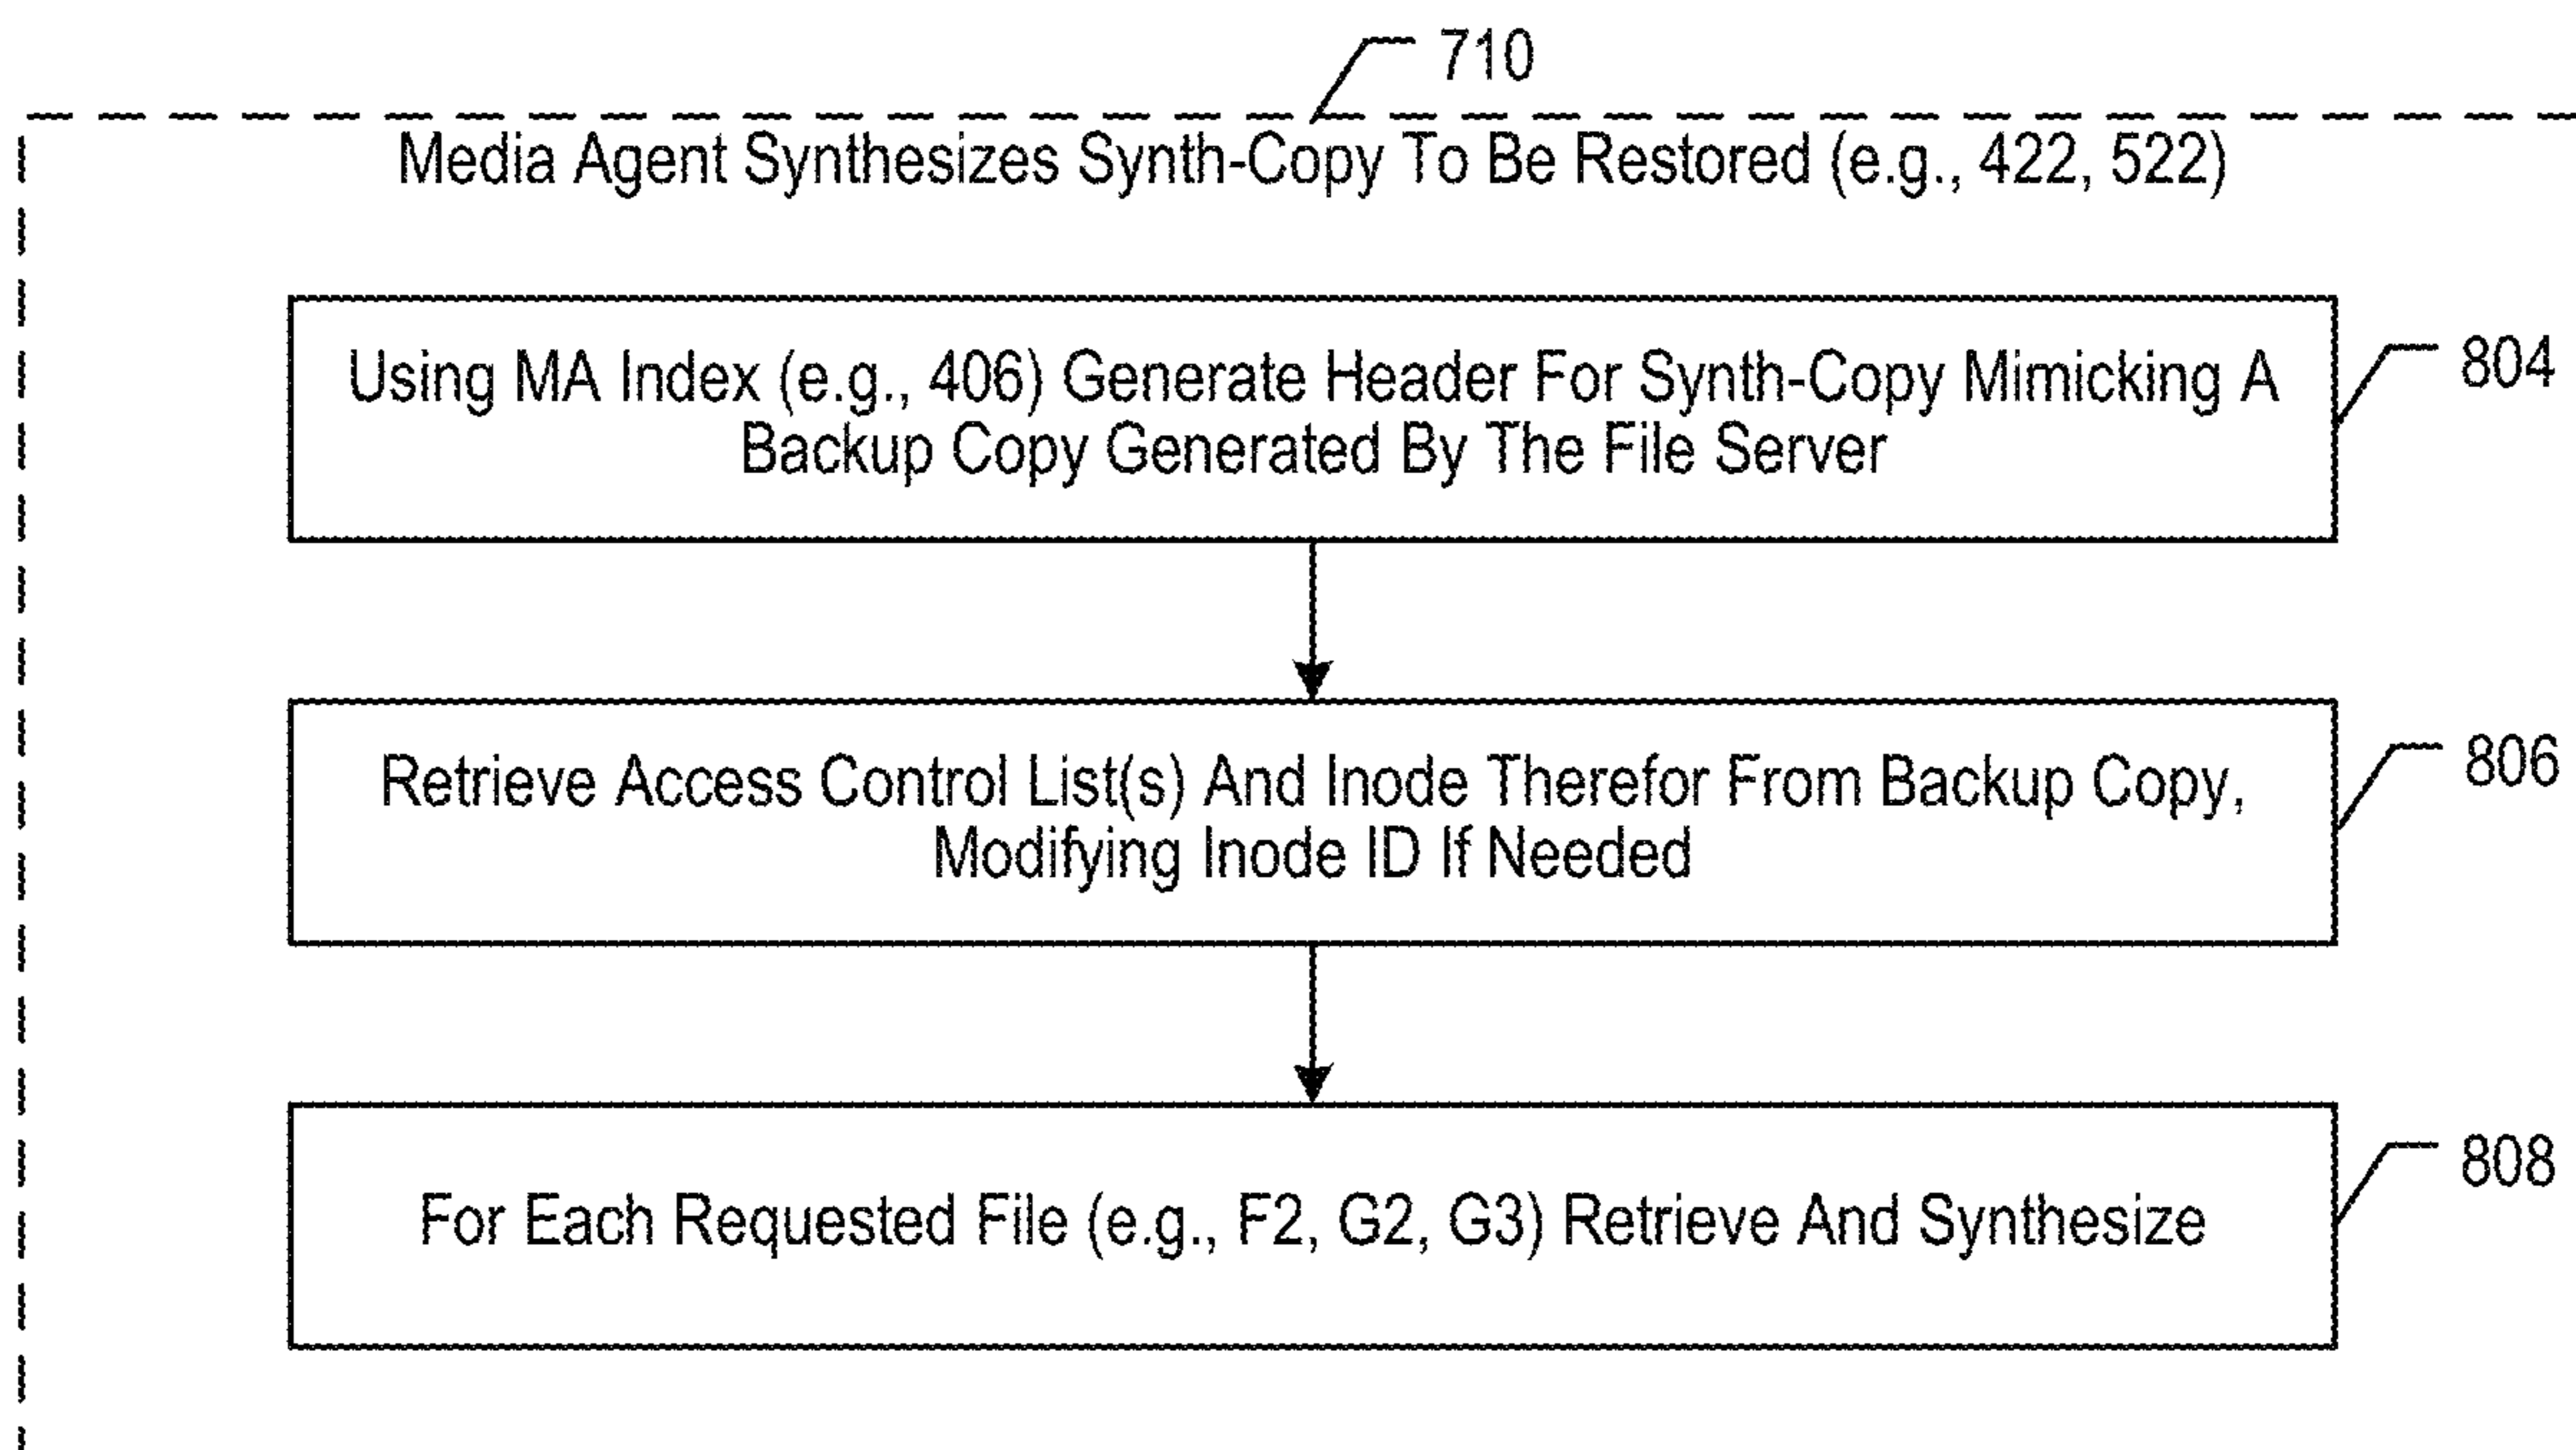 710
Media Agent Synthesizes Synth-Copy To Be Restored (e.g., 422, 522)
Using MA Index (e.g., 406) Generate Header For Synth-Copy Mimicking A
Backup Copy Generated By The File Server
804
Retrieve Access Control List(s) And Inode Therefor From Backup Copy,
Modifying Inode ID If Needed
806
For Each Requested File (e.g., F2, G2, G3) Retrieve And Synthesize
808